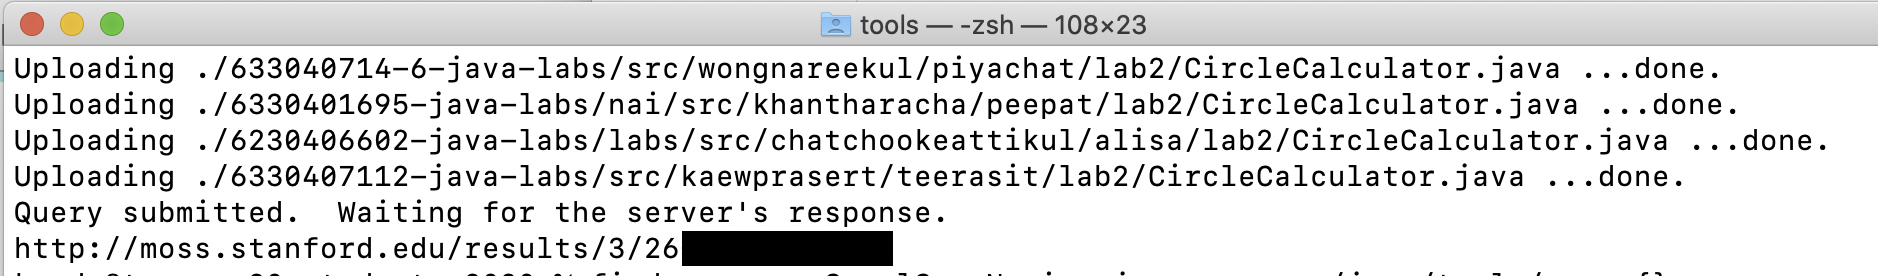 tools — -zsh — 108×23
Uploading ./633040714-6-java-labs/src/wongnareekul/piyachat/lab2/CircleCalculator.java ...done.
Uploading ./6330401695-java-labs/nai/src/khantharacha/peepat/lab2/CircleCalculator.java ...done.
Uploading ./6230406602-java-labs/labs/src/chatchookeattikul/alisa/lab2/CircleCalculator.java ...done.
Uploading ./6330407112-java-labs/src/kaewprasert/teerasit/lab2/CircleCalculator.java ...done.
Query submitted.  Waiting for the server's response.
http://moss.stanford.edu/results/3/26